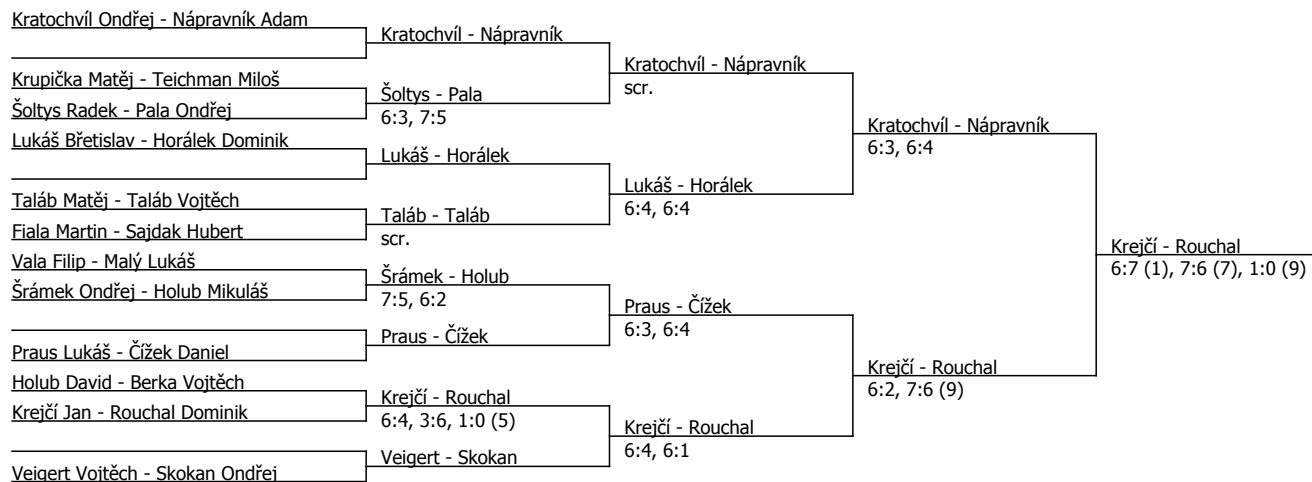 Kratochvíl Ondřej - Nápravník Adam
Kratochvíl - Nápravník
Kratochvíl - Nápravník
scr.
Krupička Matěj - Teichman Miloš
Šoltys - Pala
6:3, 7:5
Šoltys Radek - Pala Ondřej
Kratochvíl - Nápravník
6:3, 6:4
Lukáš Břetislav - Horálek Dominik
Lukáš - Horálek
Lukáš - Horálek
6:4, 6:4
Taláb Matěj - Taláb Vojtěch
Taláb - Taláb
scr.
Fiala Martin - Sajdak Hubert
Krejčí - Rouchal
6:7 (1), 7:6 (7), 1:0 (9)
Vala Filip - Malý Lukáš
Šrámek - Holub
7:5, 6:2
Šrámek Ondřej - Holub Mikuláš
Praus - Čížek
6:3, 6:4
Praus - Čížek
Praus Lukáš - Čížek Daniel
Krejčí - Rouchal
6:2, 7:6 (9)
Holub David - Berka Vojtěch
Krejčí - Rouchal
6:4, 3:6, 1:0 (5)
Krejčí Jan - Rouchal Dominik
Krejčí - Rouchal
6:4, 6:1
Veigert - Skokan
Veigert Vojtěch - Skokan Ondřej